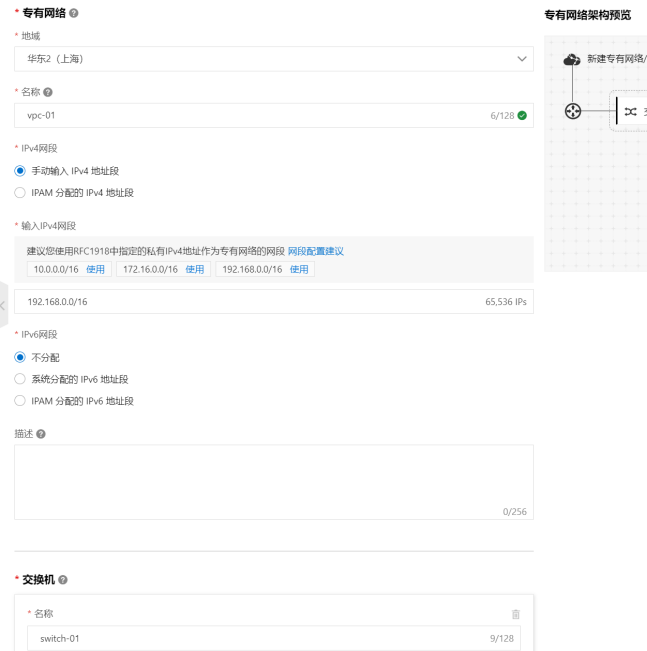 * 专有网络
专有网络架构预览
* 地域
华东2（上海）
新建专有网络/
* 名称
vpc-01
6/128
* IPv4网段
手动输入 IPv4 地址段
IPAM 分配的 IPv4 地址段
* 输入IPv4网段
建议您使用RFC1918中指定的私有IPv4地址作为专有网络的网段 网段配置建议
10.0.0.0/16 使用 172.16.0.0/16 使用 192.168.0.0/16 使用
192.168.0.0/16
65,536 IPs
* IPv6网段
不分配
系统分配的 IPv6 地址段
IPAM 分配的 IPv6 地址段
描述
0/256
* 交换机
* 名称
switch-01
9/128